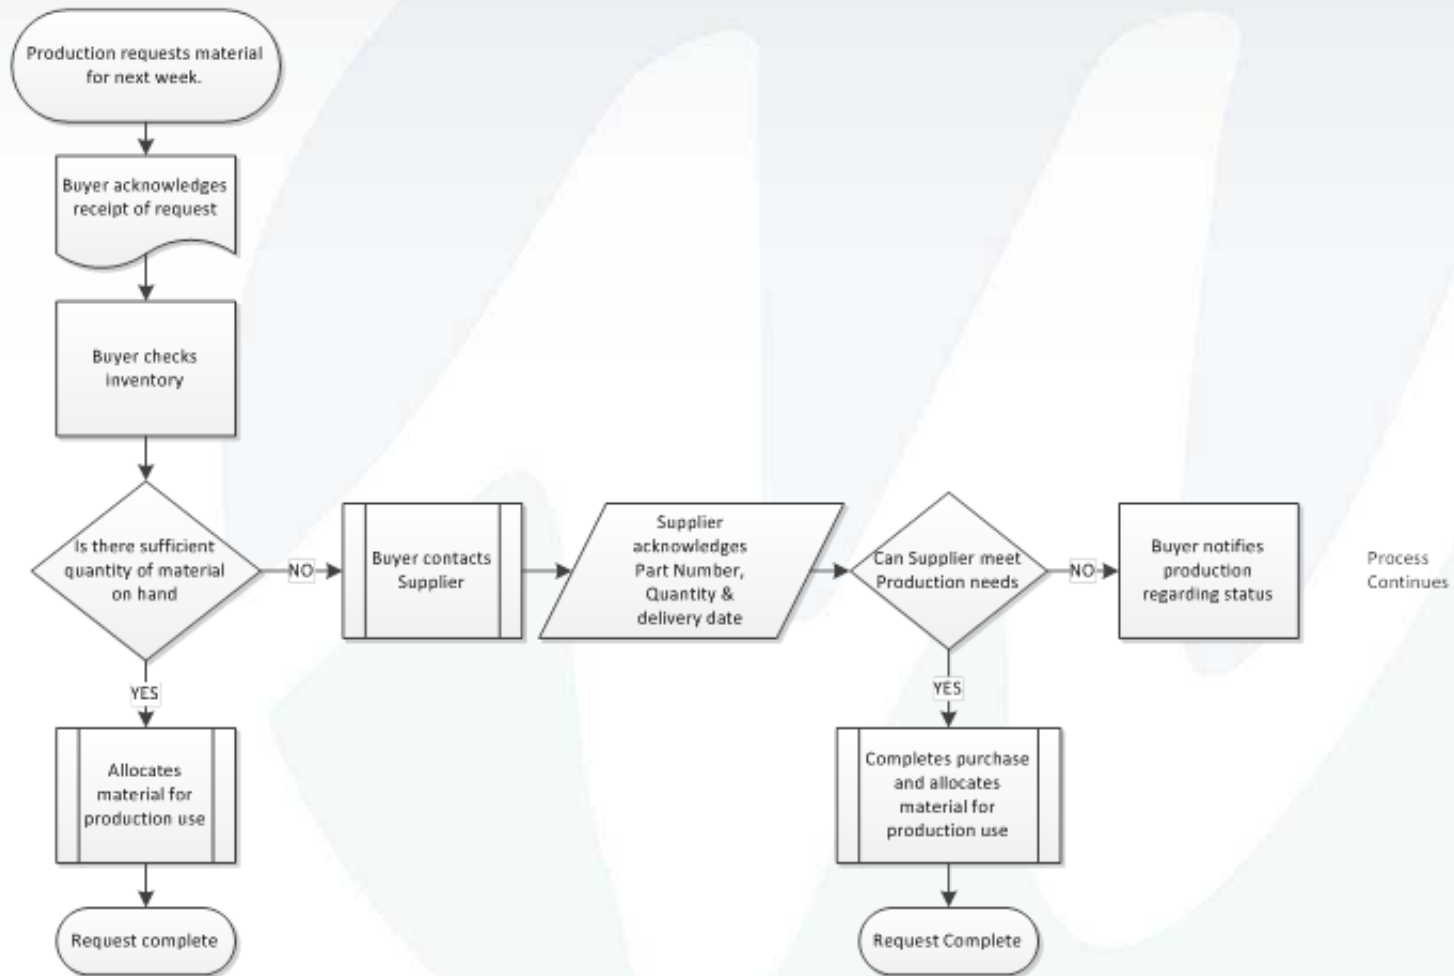 Production requests material
for next week.
Buyer acknowledges
receipt of request
Buyer checks
inventory
Is there sufficient
quantity of material
on hand
NO
Buyer contacts
Supplier
Supplier
acknowledges
Part Number,
Quantity &
delivery date
Can Supplier meet
Production needs
NO
Buyer notifies
production
regarding status
Process
Continues
YES
Allocates
material for
production use
Request complete
YES
Completes purchase
and allocates
material for
production use
Request Complete